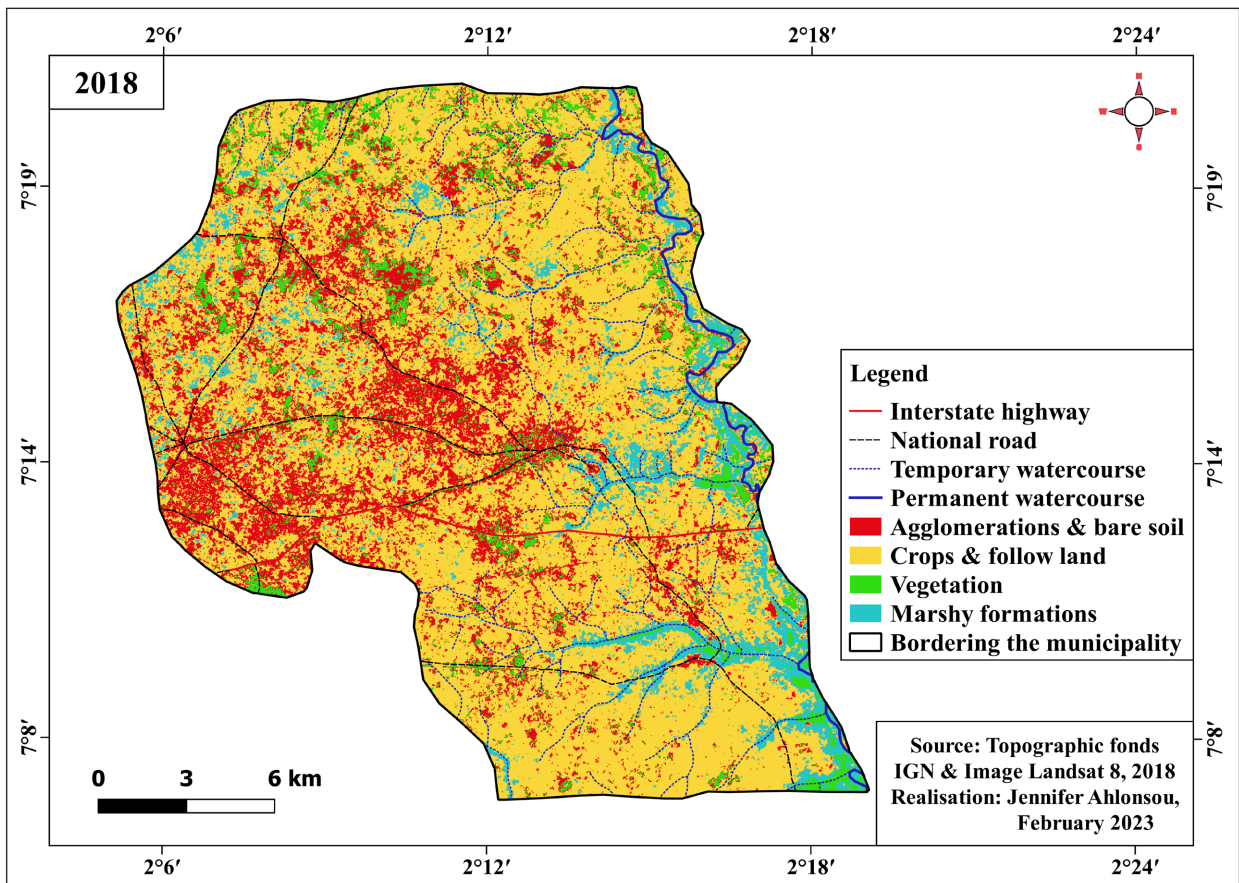 2°6′ 2°12′ 2°18′ 2°24′
2018
7°19′ 7°19′
Legend
Interstate highway
National road
7°14′ 7°14′
Temporary watercourse
Permanent watercourse
Agglomerations & bare soil
Crops & follow land
Vegetation
Marshy formations
Bordering the municipality
7°8′ 7°8′
Source: Topographic fonds
IGN & Image Landsat 8, 2018
Realisation: Jennifer Ahlonsou,
February 2023
0 3 6 km
2°6′ 2°12′ 2°18′ 2°24′